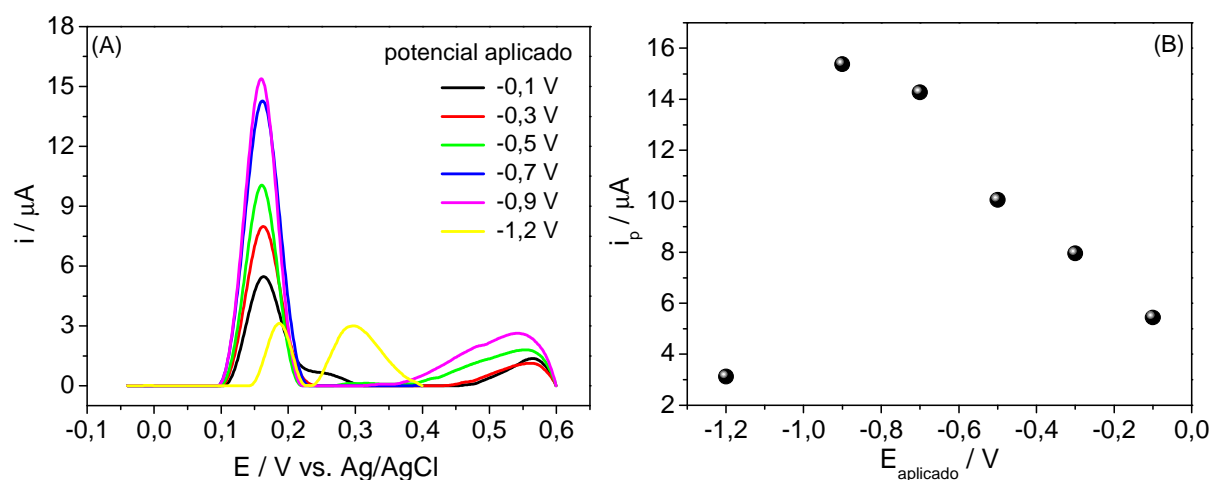 (A)
potencial aplicado
-0,1 V
-0,3 V
-0,5 V
-0,7 V
-0,9 V
-1,2 V
18
15
12
9
6
3
0
i / μA
-0,1 0,0 0,1 0,2 0,3 0,4 0,5 0,6
E / V vs. Ag/AgCl
(B)
16
14
12
10
8
6
4
2
i_p / μA
-1,2 -1,0 -0,8 -0,6 -0,4 -0,2 0,0
E_aplicado / V